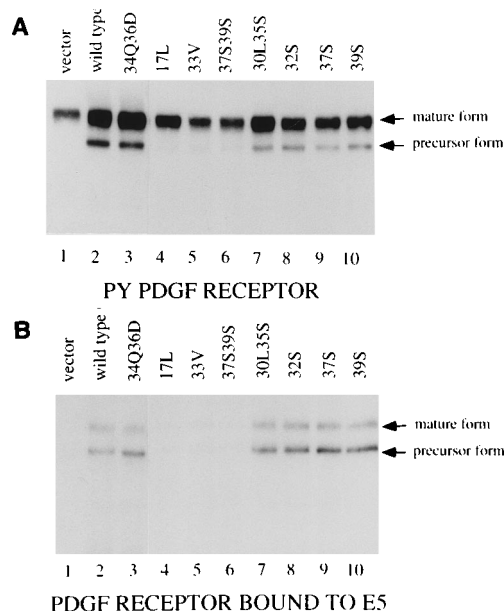 A
vector
wild type
34Q36D
17L
33V
37S39S
30L35S
32S
37S
39S
mature form
precursor form
1 2 3 4 5 6 7 8 9 10
PY PDGF RECEPTOR
B
vector
wild type
34Q36D
17L
33V
37S39S
30L35S
32S
37S
39S
mature form
precursor form
1 2 3 4 5 6 7 8 9 10
PDGF RECEPTOR BOUND TO E5